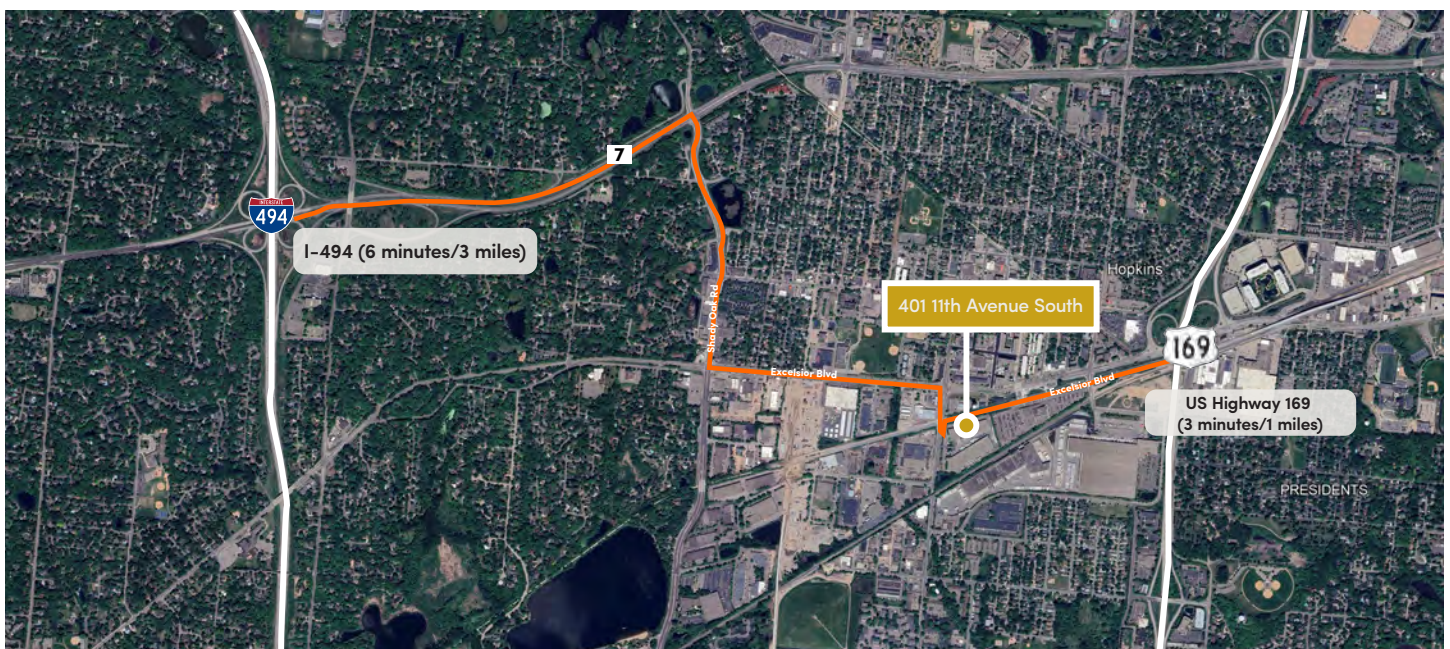 7
INTERSTATE
494
I-494 (6 minutes/3 miles)
Shady Oak Rd
Hopkins
401 11th Avenue South
169
Excelsior Blvd
Excelsior Blvd
US Highway 169
(3 minutes/1 miles)
PRESIDENTS